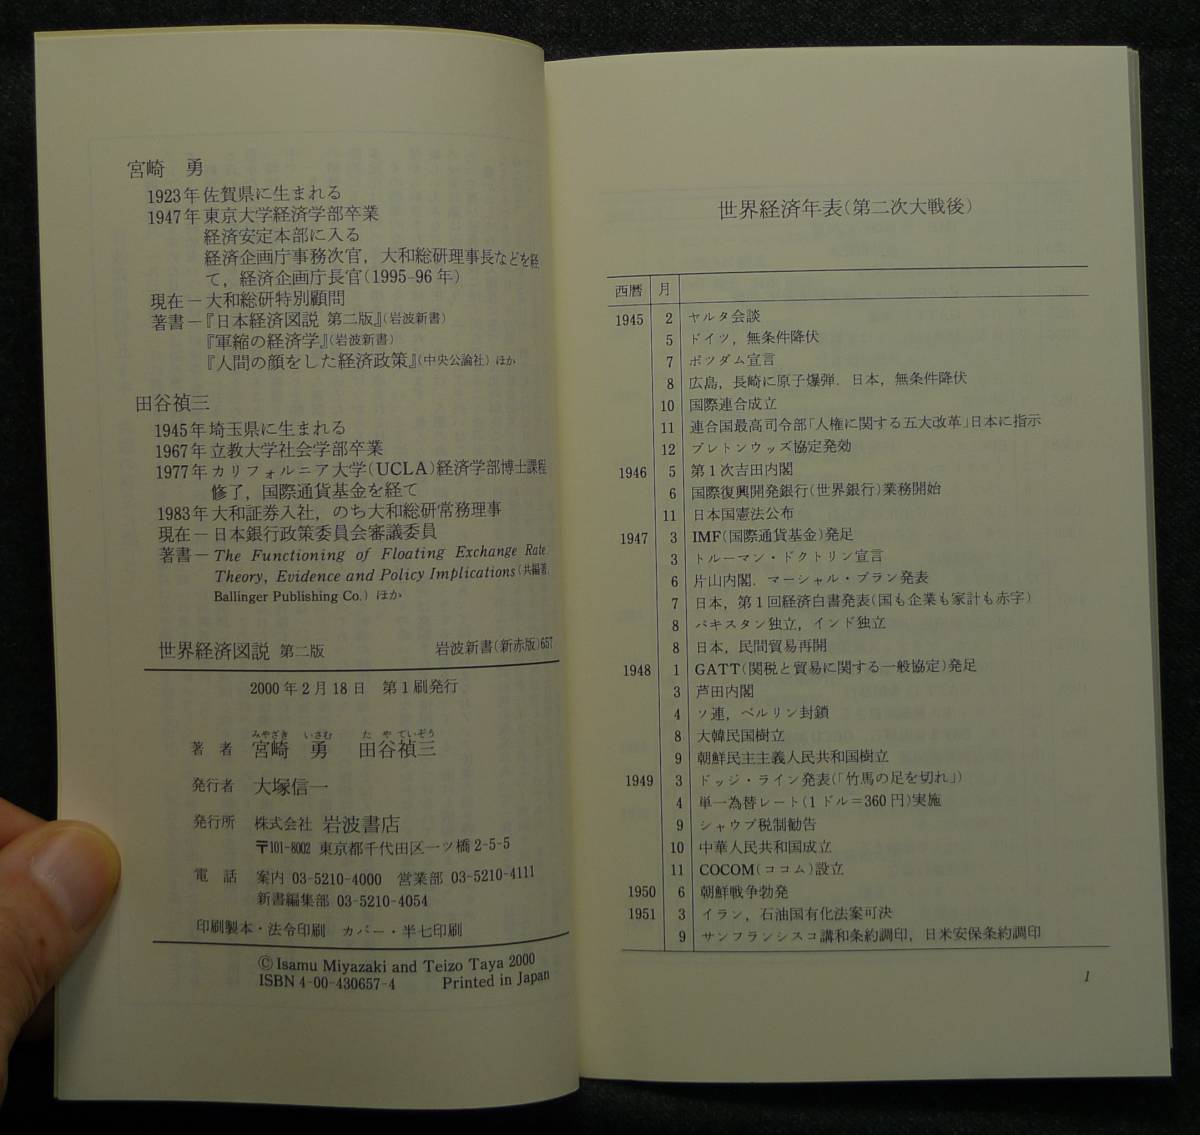 宮崎 勇
1923年佐賀県に生まれる
1947年東京大学経済学部卒業
経済安定本部に入る
経済企画庁事務次官，大和総研理事長などを経
て，経済企画庁長官(1995-96年)
現在－大和総研特別顧問
著書－『日本経済図説 第二版』(岩波新書)
『軍縮の経済学』(岩波新書)
『人間の顔をした経済政策』(中央公論社) ほか
田谷禎三
1945年埼玉県に生まれる
1967年立教大学社会学部卒業
1977年カリフォルニア大学(UCLA)経済学部博士課程
修了，国際通貨基金を経て
1983年大和証券入社，のち大和総研常務理事
現在－日本銀行政策委員会審議委員
著書－The Functioning of Floating Exchange Rate:
Theory, Evidence and Policy Implications (共編著,
Ballinger Publishing Co.) ほか
世界経済図説 第二版 岩波新書(新赤版)657
2000年2月18日 第1刷発行
みやざき いさむ た や ていぞう
著者 宮崎 勇 田谷禎三
発行者 大塚信一
発行所 株式会社 岩波書店
〒101-8002 東京都千代田区一ツ橋2-5-5
電話 案内 03-5210-4000 営業部 03-5210-4111
新書編集部 03-5210-4054
印刷製本・法令印刷 カバー・半七印刷
© Isamu Miyazaki and Teizo Taya 2000
ISBN 4-00-430657-4 Printed in Japan
世界経済年表(第二次大戦後)
西暦 月
1945 2 ヤルタ会談
5 ドイツ，無条件降伏
7 ポツダム宣言
8 広島，長崎に原子爆弾．日本，無条件降伏
10 国際連合成立
11 連合国最高司令部「人権に関する五大改革」日本に指示
12 ブレトンウッズ協定発効
1946 5 第1次吉田内閣
6 国際復興開発銀行(世界銀行)業務開始
11 日本国憲法公布
1947 3 IMF(国際通貨基金)発足
3 トルーマン・ドクトリン宣言
6 片山内閣．マーシャル・プラン発表
7 日本，第1回経済白書発表(国も企業も家計も赤字)
8 パキスタン独立，インド独立
8 日本，民間貿易再開
1948 1 GATT(関税と貿易に関する一般協定)発足
3 芦田内閣
4 ソ連，ベルリン封鎖
8 大韓民国樹立
9 朝鮮民主主義人民共和国樹立
1949 3 ドッジ・ライン発表(「竹馬の足を切れ」)
4 単一為替レート(1ドル＝360円)実施
9 シャウプ税制勧告
10 中華人民共和国成立
11 COCOM(ココム)設立
1950 6 朝鮮戦争勃発
1951 3 イラン，石油国有化法案可決
9 サンフランシスコ講和条約調印，日米安保条約調印
1